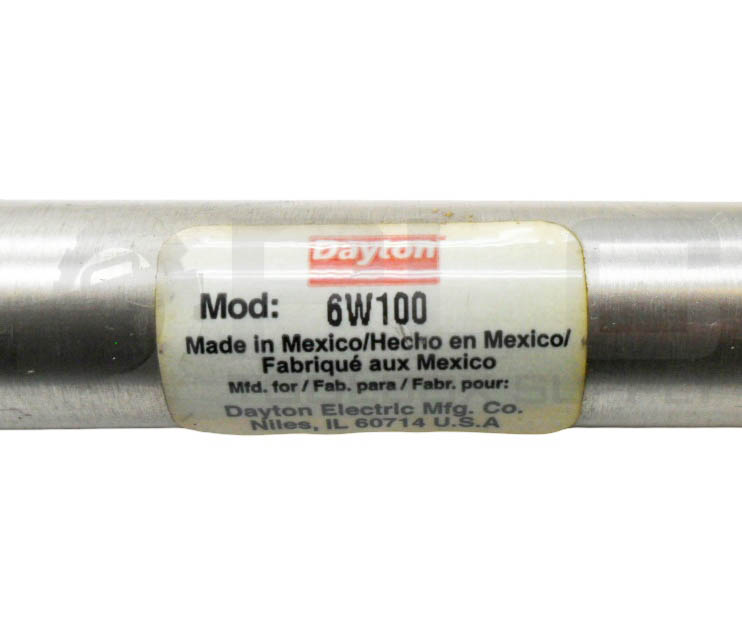 Dayton
Mod: 6W100
Made in Mexico/Hecho en Mexico/
Fabriqué aux Mexico
Mfd. for / Fab. para / Fabr. pour:
Dayton Electric Mfg. Co.
Niles, IL 60714 U.S.A